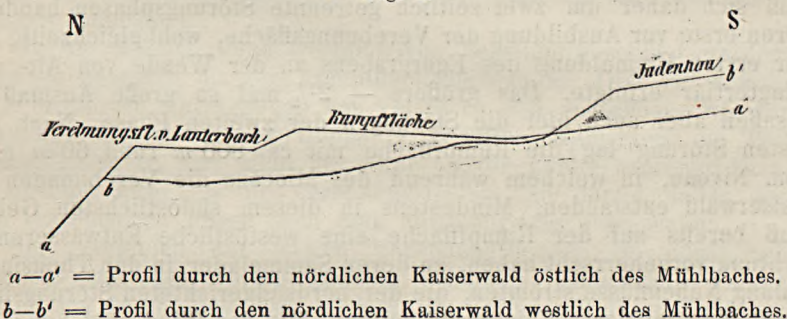 N S
Judenhau b'
a'
Verebnungsfl. v. Lauterbach
Rumpffläche
b
a
a—a' = Profil durch den nördlichen Kaiserwald östlich des Mühlbaches.
b—b' = Profil durch den nördlichen Kaiserwald westlich des Mühlbaches.